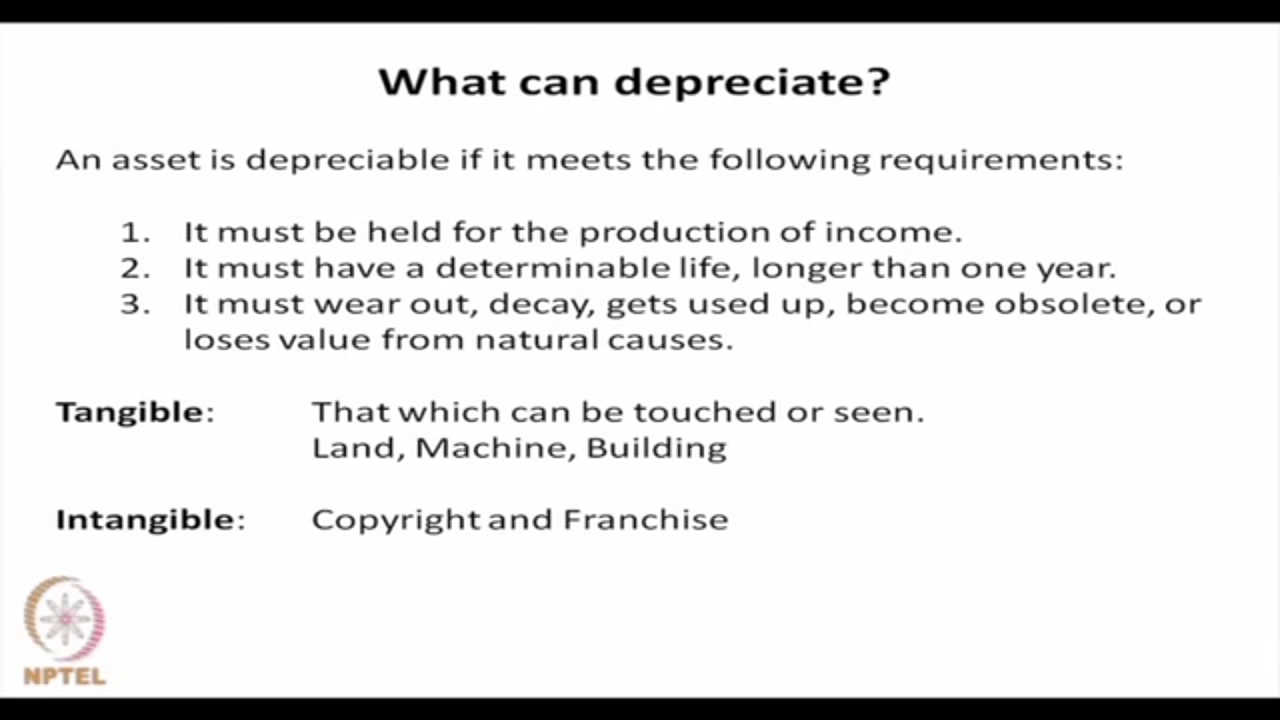 What can depreciate?
An asset is depreciable if it meets the following requirements:
1. It must be held for the production of income.
2. It must have a determinable life, longer than one year.
3. It must wear out, decay, gets used up, become obsolete, or
loses value from natural causes.
Tangible: That which can be touched or seen.
Land, Machine, Building
Intangible: Copyright and Franchise
NPTEL